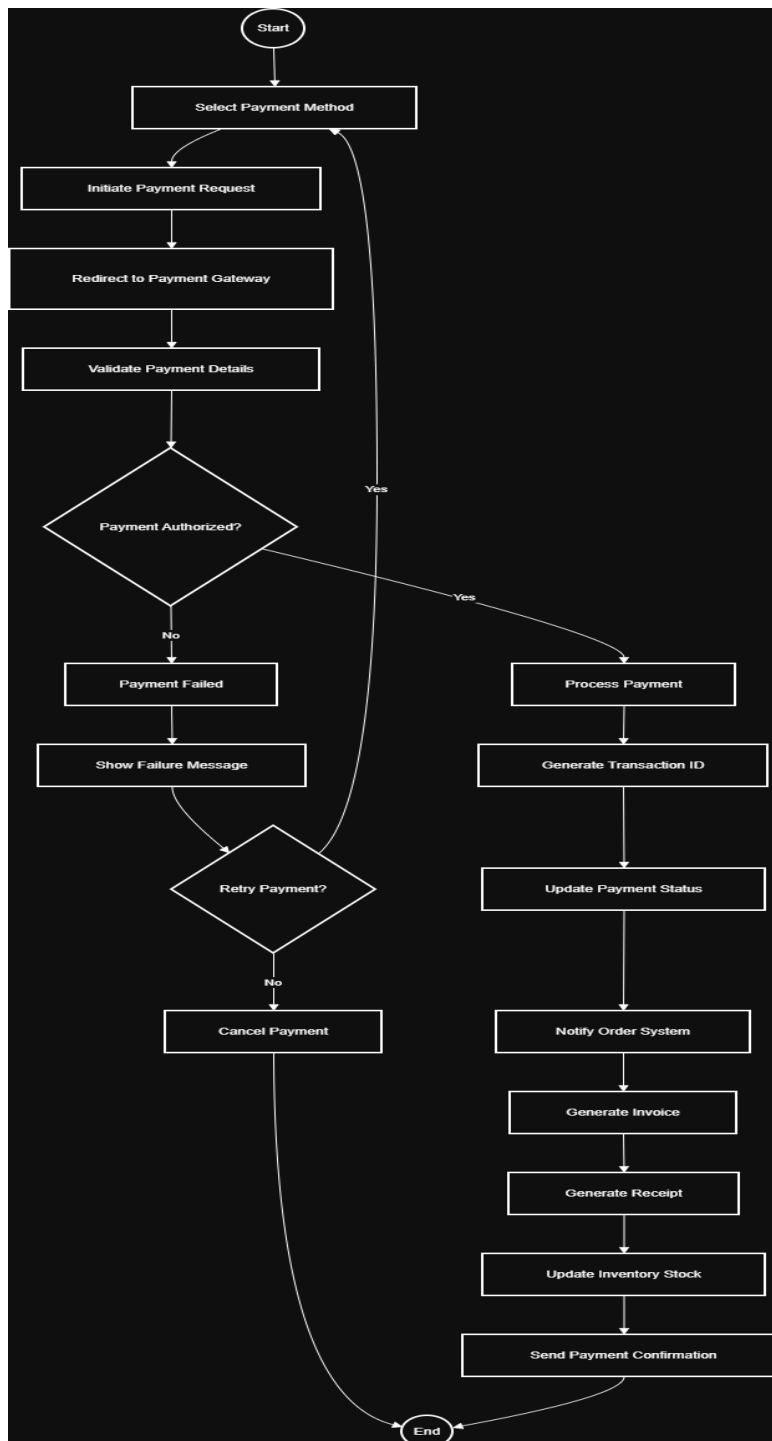 Start
Select Payment Method
Initiate Payment Request
Redirect to Payment Gateway
Validate Payment Details
Yes
Payment Authorized?
Yes
No
Payment Failed
Process Payment
Show Failure Message
Generate Transaction ID
Retry Payment?
Update Payment Status
No
Cancel Payment
Notify Order System
Generate Invoice
Generate Receipt
Update Inventory Stock
Send Payment Confirmation
End